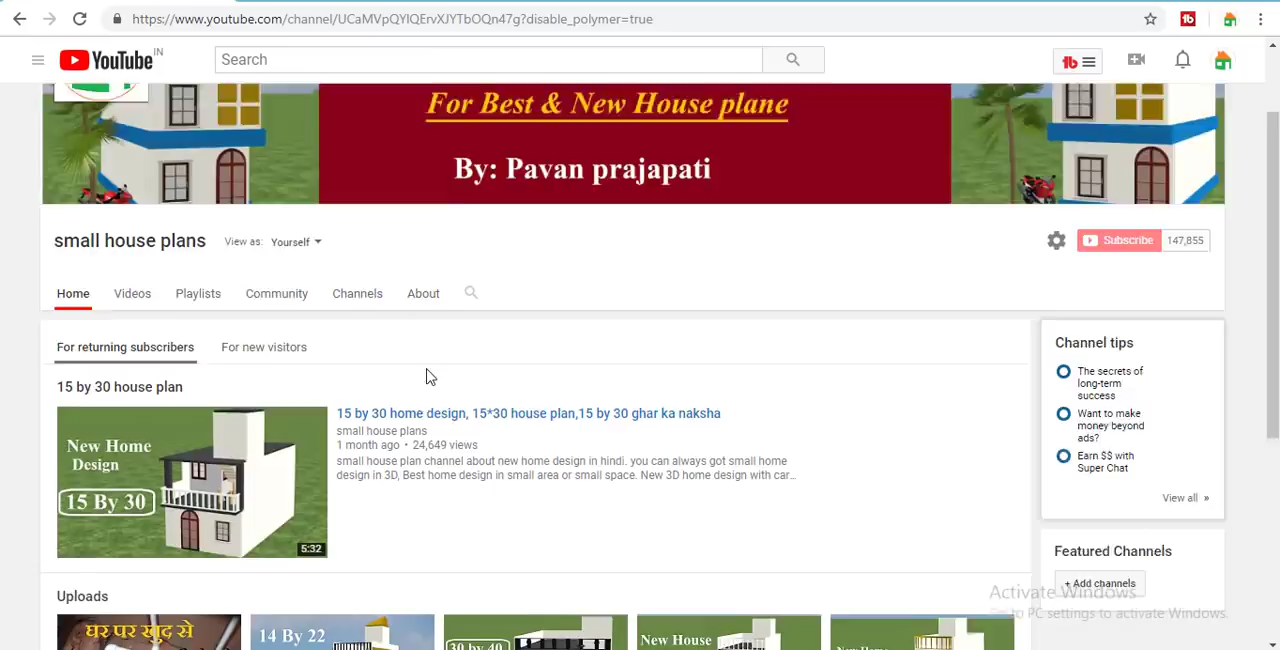 https://www.youtube.com/channel/UCaMVpQYlQErvXJYTbOQn47g?disable_polymer=true
YouTube IN
Search
For Best & New House plane
By: Pavan prajapati
small house plans
View as: Yourself
Subscribe 147,855
Home Videos Playlists Community Channels About
For returning subscribers For new visitors
15 by 30 house plan
New Home
Design
15 By 30
5:32
15 by 30 home design, 15*30 house plan,15 by 30 ghar ka naksha
small house plans
1 month ago • 24,649 views
small house plan channel about new home design in hindi. you can always got small home
design in 3D, Best home design in small area or small space. New 3D home design with car...
Channel tips
The secrets of
long-term
success
Want to make
money beyond
ads?
Earn $$ with
Super Chat
View all »
Featured Channels
+ Add channels
Activate Windows
Go to PC settings to activate Windows.
Uploads
घर पर खुद से
14 By 22
30 by 40
New House